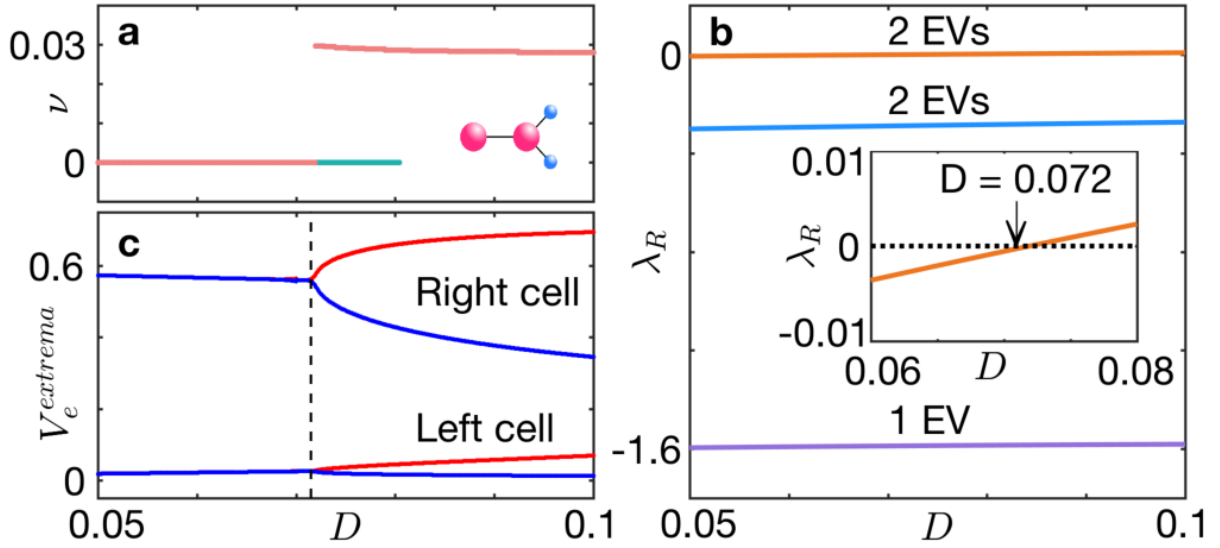 a
0.03
ν
0
c
0.6
V_e^{extrema}
0
Right cell
Left cell
0.05
D
0.1
b
2 EVs
0
2 EVs
λ_R
0.01
D = 0.072
λ_R
0
-0.01
0.06
D
0.08
1 EV
-1.6
0.05
D
0.1